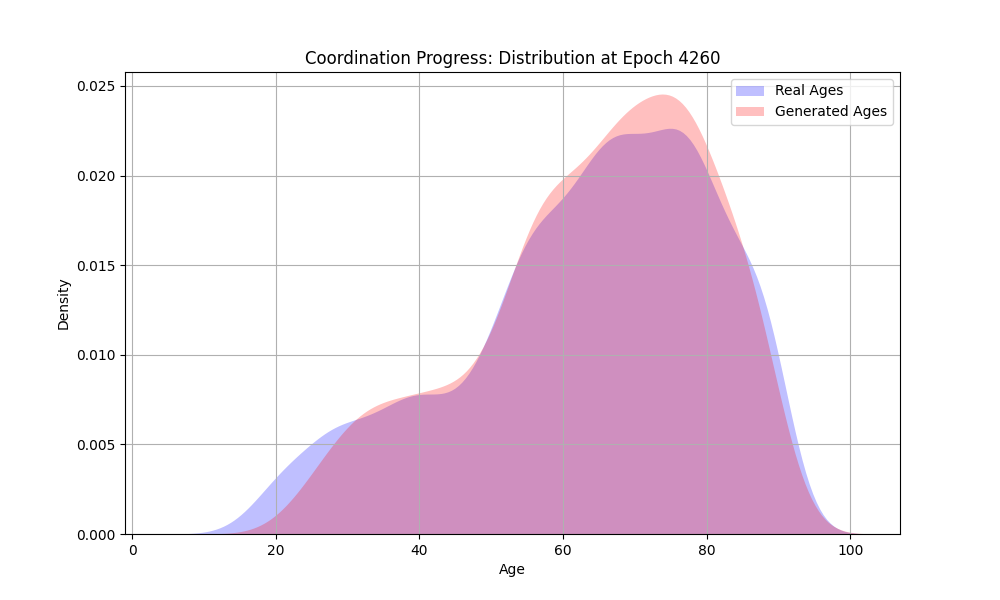 Coordination Progress: Distribution at Epoch 4260
Real Ages
Generated Ages
Density
0.025
0.020
0.015
0.010
0.005
0.000
0 20 40 60 80 100
Age